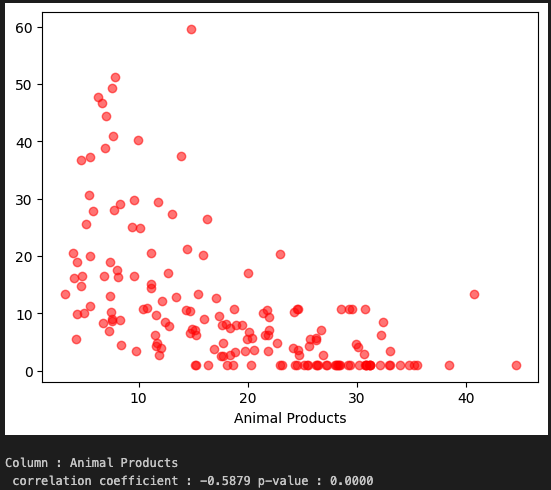 60
50
40
30
20
10
0
10 20 30 40
Animal Products
Column : Animal Products
correlation coefficient : -0.5879 p-value : 0.0000